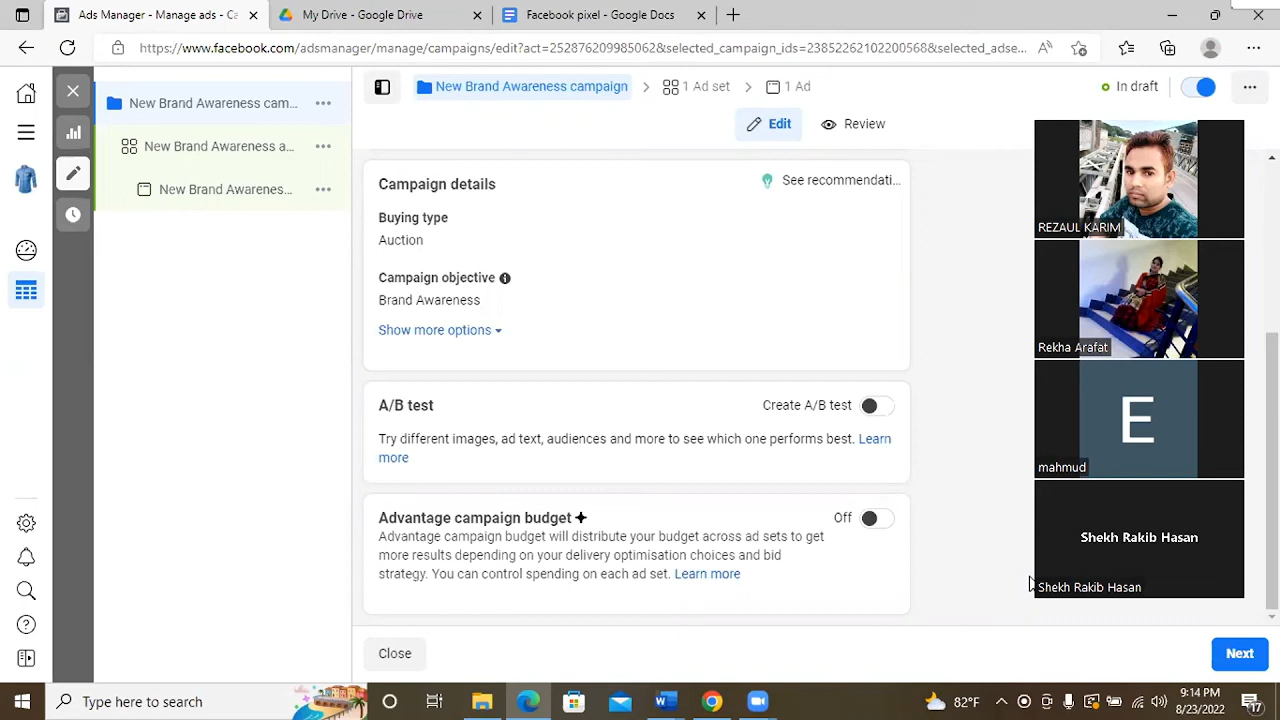 Ads Manager - Manage ads - Ca
My Drive - Google Drive
Facebook pixel - Google Docs
https://www.facebook.com/adsmanager/manage/campaigns/edit?act=252876209985062&selected_campaign_ids=23852262102200568&selected_adse...
New Brand Awareness cam...
New Brand Awareness a...
New Brand Awarenes...
New Brand Awareness campaign
1 Ad set
1 Ad
In draft
Edit
Review
Campaign details
See recommendati...
Buying type
Auction
Campaign objective
Brand Awareness
Show more options
A/B test
Create A/B test
Try different images, ad text, audiences and more to see which one performs best. Learn
more
Advantage campaign budget
Off
Advantage campaign budget will distribute your budget across ad sets to get
more results depending on your delivery optimisation choices and bid
strategy. You can control spending on each ad set. Learn more
Close
Next
REZAUL KARIM
Rekha Arafat
E
mahmud
Shekh Rakib Hasan
Shekh Rakib Hasan
Type here to search
82°F
9:14 PM
8/23/2022
17